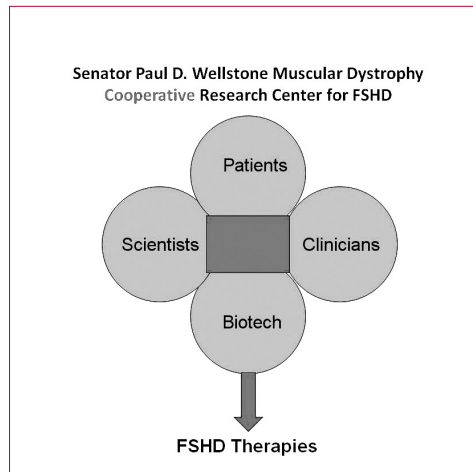 Senator Paul D. Wellstone Muscular Dystrophy
Cooperative Research Center for FSHD
Patients
Scientists
Clinicians
Biotech
FSHD Therapies